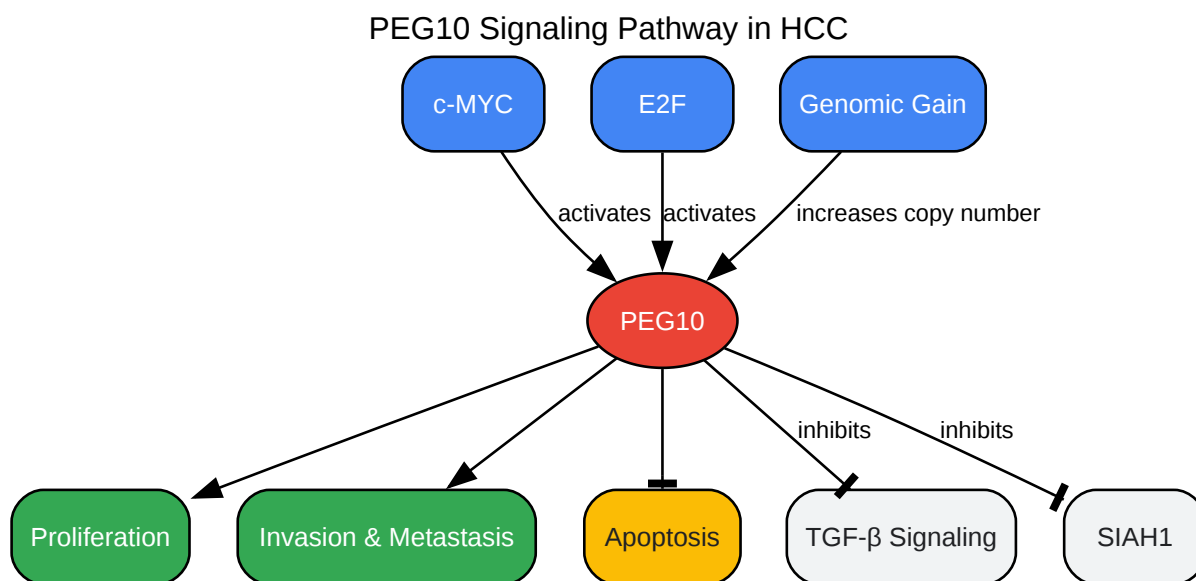 PEG10 Signaling Pathway in HCC
c-MYC
E2F
Genomic Gain
activates
activates
increases copy number
PEG10
inhibits
inhibits
Proliferation
Invasion & Metastasis
Apoptosis
TGF-β Signaling
SIAH1